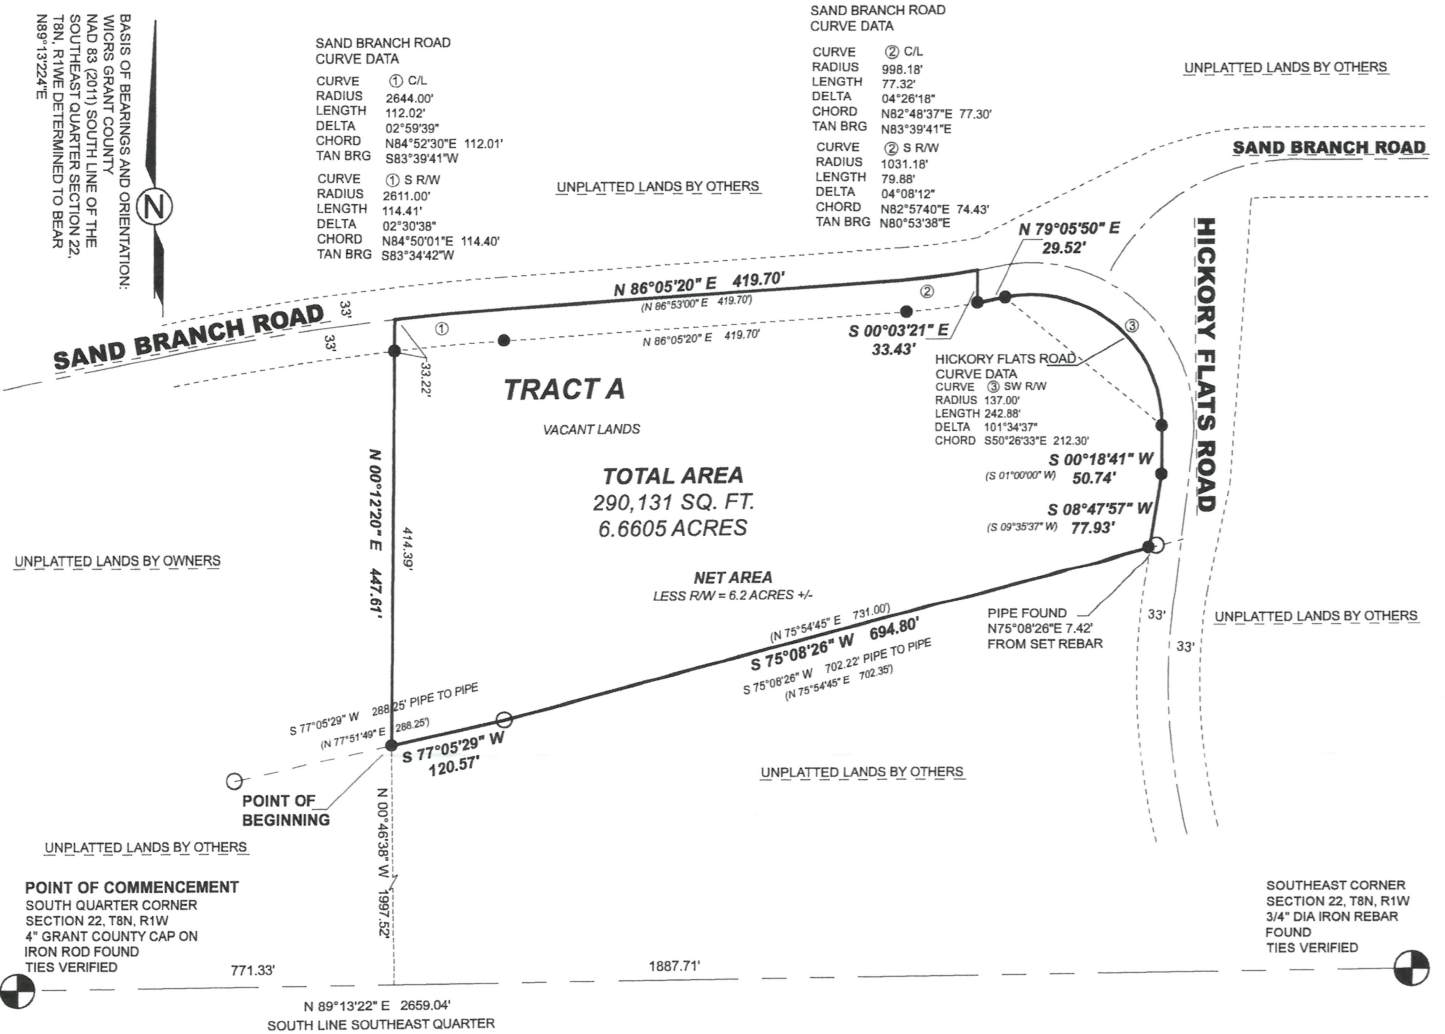 BASIS OF BEARINGS AND ORIENTATION:
WICRS GRANT COUNTY
NAD 83 (2011) SOUTH LINE OF THE
SOUTHEAST QUARTER SECTION 22,
T8N, R1WE DETERMINED TO BEAR
N89°13'224"E
N
SAND BRANCH ROAD
CURVE DATA
CURVE ① C/L
RADIUS 2644.00'
LENGTH 112.02'
DELTA 02°59'39"
CHORD N84°52'30"E 112.01'
TAN BRG S83°39'41"W
CURVE ① S R/W
RADIUS 2611.00'
LENGTH 114.41'
DELTA 02°30'38"
CHORD N84°50'01"E 114.40'
TAN BRG S83°34'42"W
SAND BRANCH ROAD
CURVE DATA
CURVE ② C/L
RADIUS 998.18'
LENGTH 77.32'
DELTA 04°26'18"
CHORD N82°48'37"E 77.30'
TAN BRG N83°39'41"E
CURVE ② S R/W
RADIUS 1031.18'
LENGTH 79.88'
DELTA 04°08'12"
CHORD N82°5740"E 74.43'
TAN BRG N80°53'38"E
UNPLATTED LANDS BY OTHERS
SAND BRANCH ROAD
UNPLATTED LANDS BY OTHERS
N 79°05'50" E
29.52'
HICKORY FLATS ROAD
N 86°05'20" E 419.70'
(N 86°53'00" E 419.70')
N 86°05'20" E 419.70'
①
②
③
33'
33'
SAND BRANCH ROAD
33.22'
S 00°03'21" E
33.43'
HICKORY FLATS ROAD
CURVE DATA
CURVE ③ SW R/W
RADIUS 137.00'
LENGTH 242.88'
DELTA 101°34'37"
CHORD S50°26'33"E 212.30'
TRACT A
VACANT LANDS
TOTAL AREA
290,131 SQ. FT.
6.6605 ACRES
NET AREA
LESS R/W = 6.2 ACRES +/-
N 00°12'20" E 447.61'
414.39'
S 00°18'41" W
(S 01°00'00" W) 50.74'
S 08°47'57" W
(S 09°35'37" W) 77.93'
UNPLATTED LANDS BY OWNERS
PIPE FOUND
N75°08'26"E 7.42'
FROM SET REBAR
33'
33'
UNPLATTED LANDS BY OTHERS
(N 75°54'45" E 731.00')
S 75°08'26" W 694.80'
S 75°08'26" W 702.22' PIPE TO PIPE
(N 75°54'45" E 702.35')
S 77°05'29" W 288.25' PIPE TO PIPE
(N 77°51'49" E 288.25')
S 77°05'29" W
120.57'
POINT OF
BEGINNING
UNPLATTED LANDS BY OTHERS
N 00°46'38" W 1997.52'
UNPLATTED LANDS BY OTHERS
POINT OF COMMENCEMENT
SOUTH QUARTER CORNER
SECTION 22, T8N, R1W
4" GRANT COUNTY CAP ON
IRON ROD FOUND
TIES VERIFIED
SOUTHEAST CORNER
SECTION 22, T8N, R1W
3/4" DIA IRON REBAR
FOUND
TIES VERIFIED
771.33'
1887.71'
N 89°13'22" E 2659.04'
SOUTH LINE SOUTHEAST QUARTER